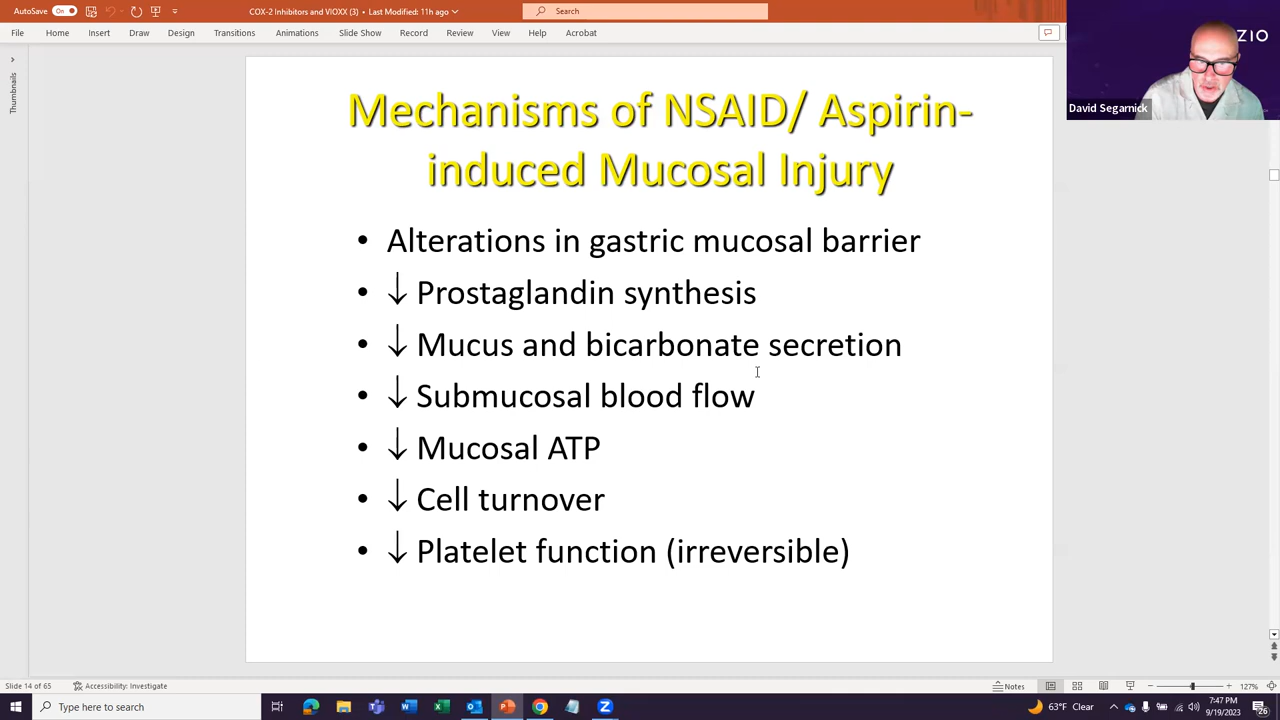 AutoSave On COX-2 Inhibitors and VIOXX (3) • Last Modified: 11h ago Search
File Home Insert Draw Design Transitions Animations Slide Show Record Review View Help Acrobat
ZIO
David Segarnick
Thumbnails
Mechanisms of NSAID/ Aspirin-
induced Mucosal Injury
• Alterations in gastric mucosal barrier
• ↓ Prostaglandin synthesis
• ↓ Mucus and bicarbonate secretion
• ↓ Submucosal blood flow
• ↓ Mucosal ATP
• ↓ Cell turnover
• ↓ Platelet function (irreversible)
Slide 14 of 65 Accessibility: Investigate Notes 127%
Type here to search 63°F Clear 7:47 PM
9/19/2023 26